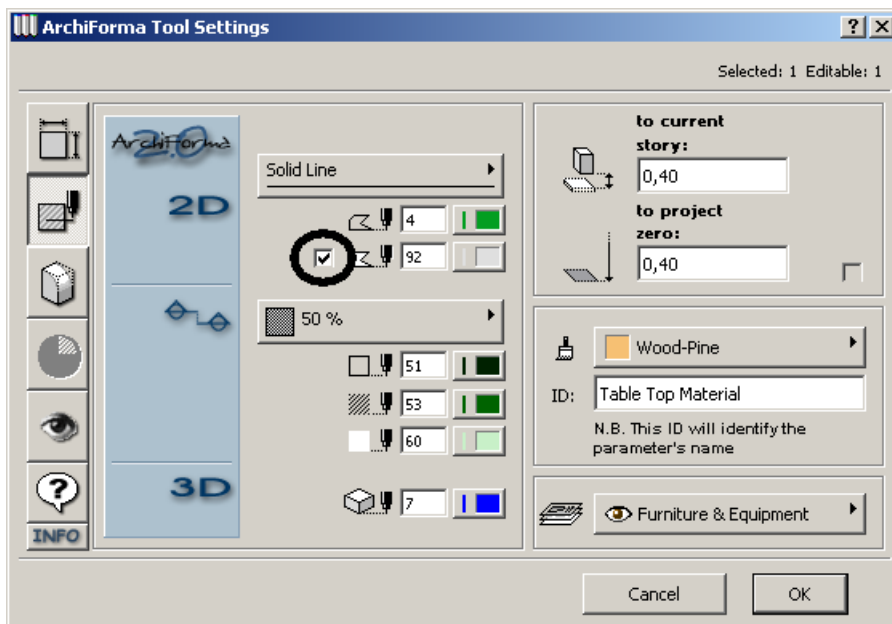 ArchiForma Tool Settings
Selected: 1 Editable: 1
ArchiForma
2.0
2D
3D
INFO
Solid Line
4
92
50 %
51
53
60
7
to current
story:
0,40
to project
zero:
0,40
Wood-Pine
ID:
Table Top Material
N.B. This ID will identify the
parameter's name
Furniture & Equipment
Cancel
OK